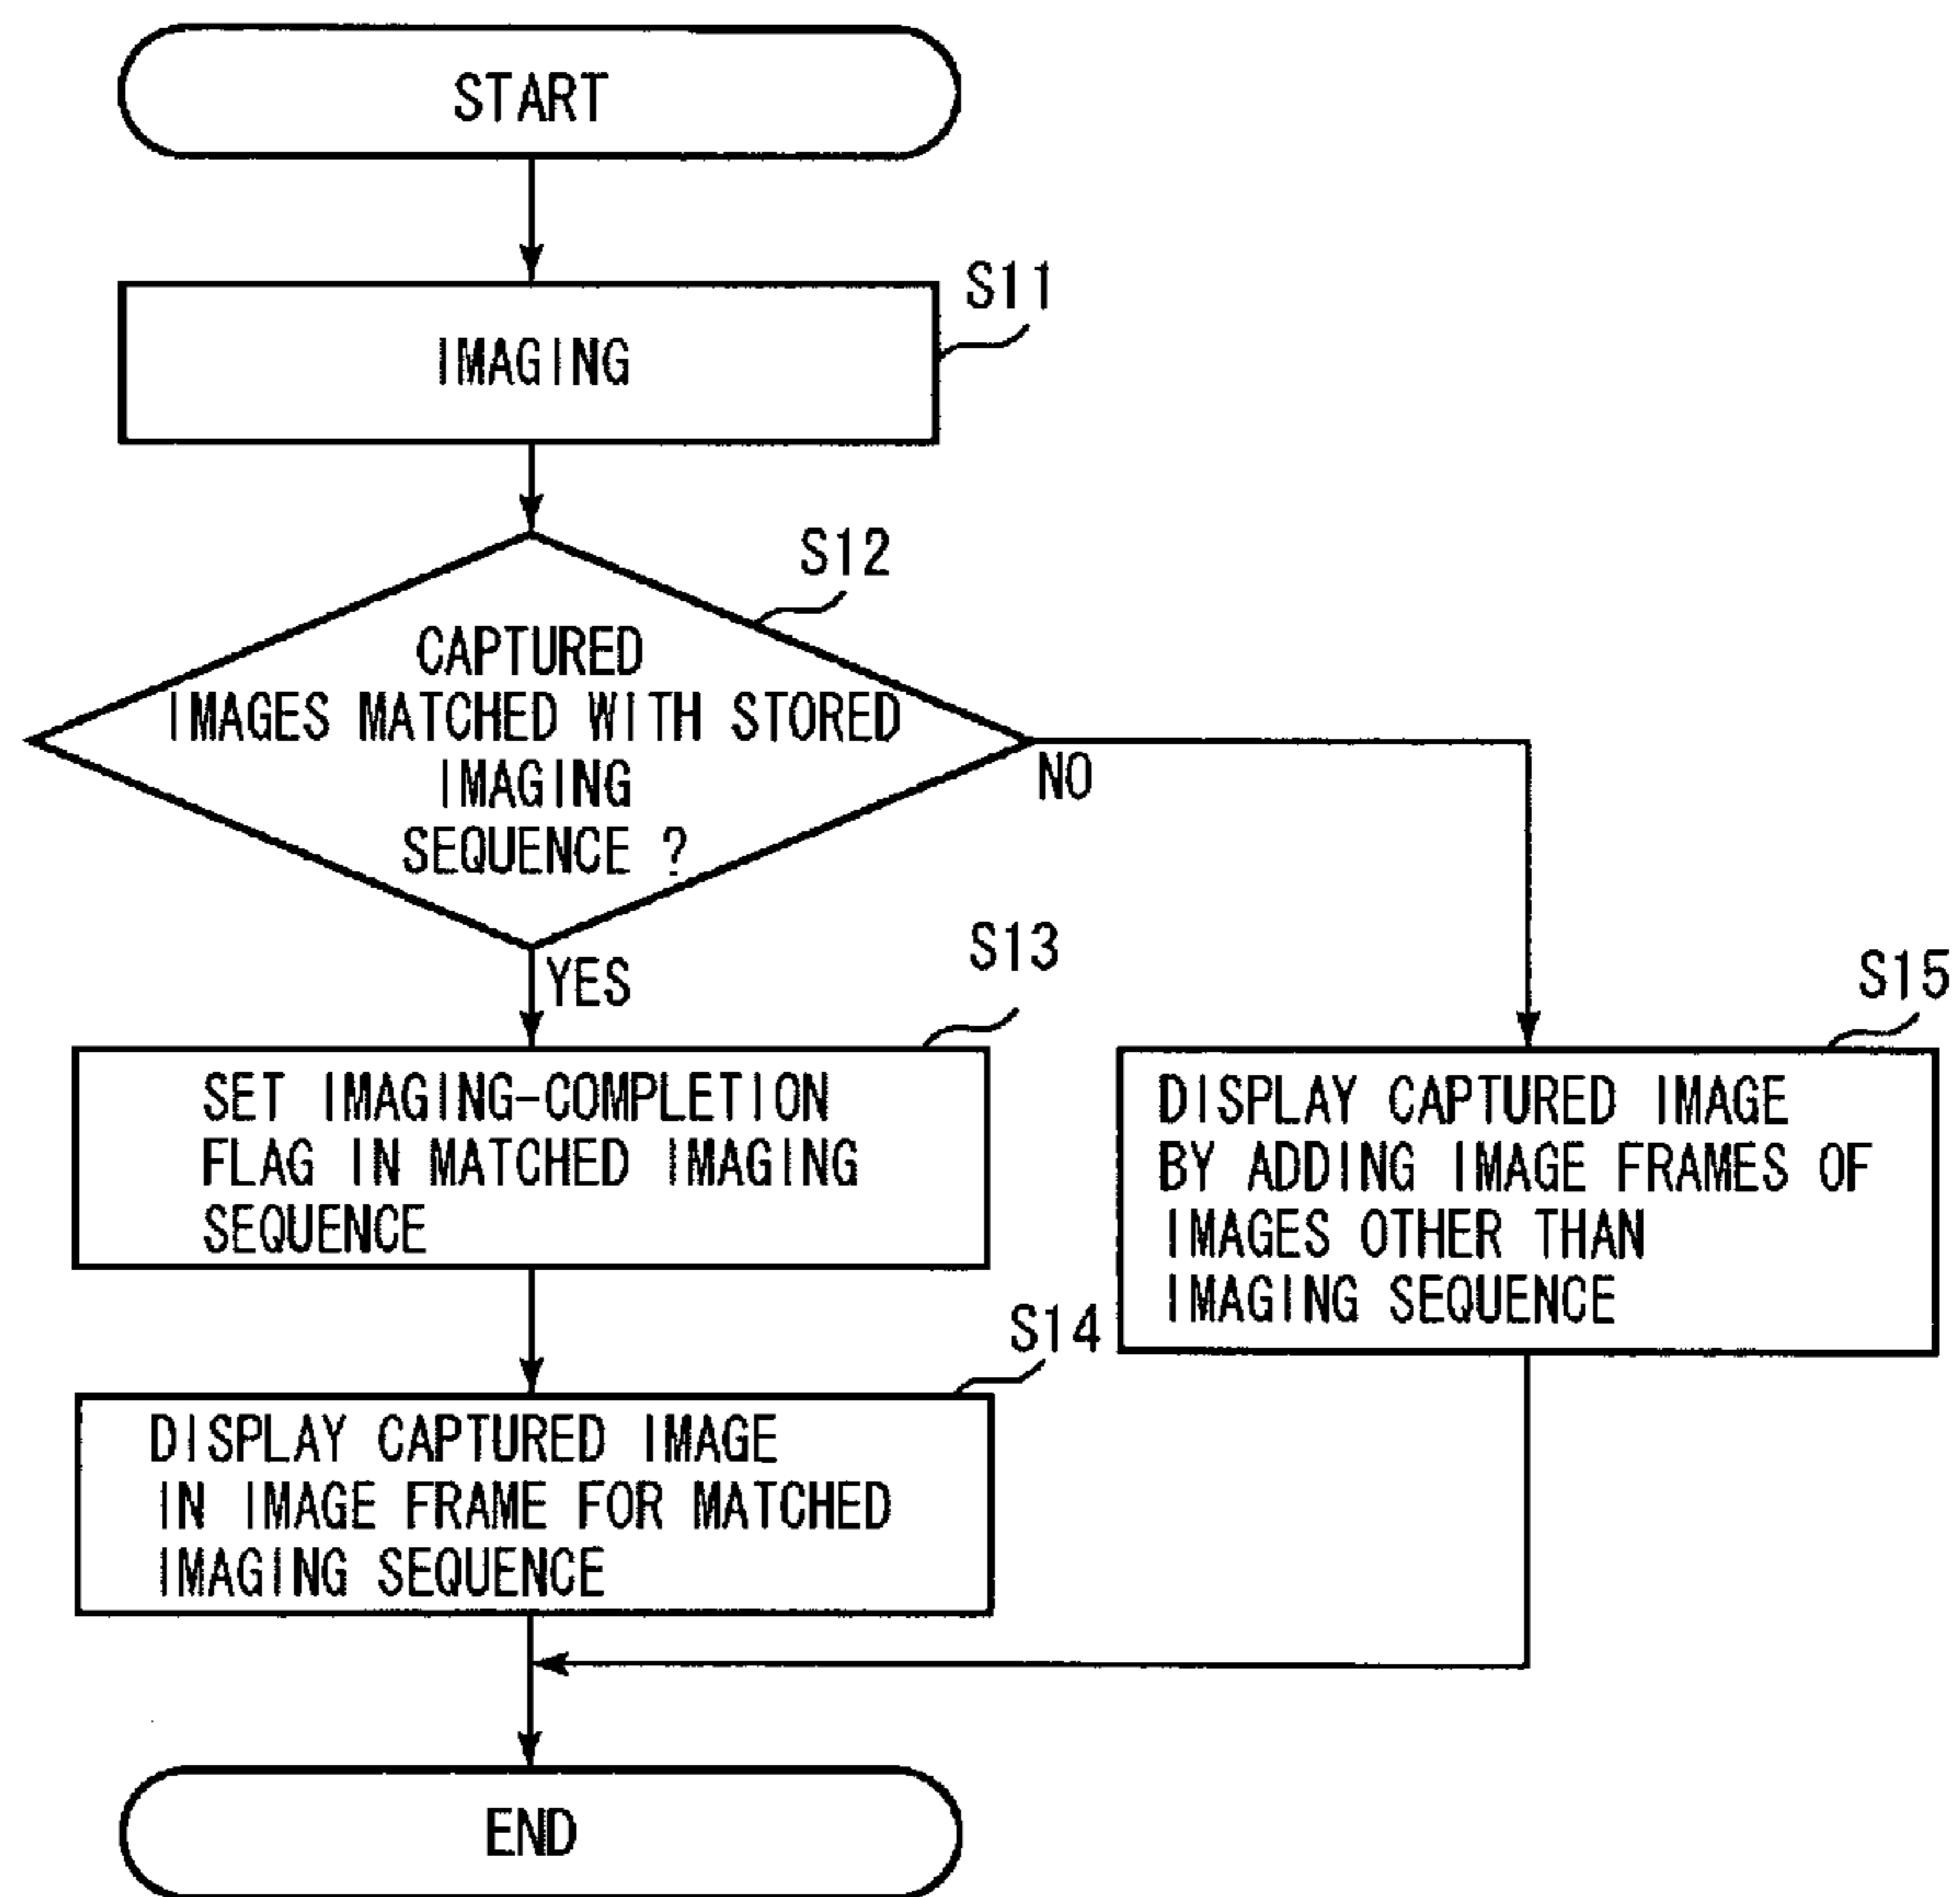 START
S11
IMAGING
S12
CAPTURED
IMAGES MATCHED WITH STORED
IMAGING
SEQUENCE ?
NO
YES
S13
SET IMAGING-COMPLETION
FLAG IN MATCHED IMAGING
SEQUENCE
S15
DISPLAY CAPTURED IMAGE
BY ADDING IMAGE FRAMES OF
IMAGES OTHER THAN
IMAGING SEQUENCE
S14
DISPLAY CAPTURED IMAGE
IN IMAGE FRAME FOR MATCHED
IMAGING SEQUENCE
END